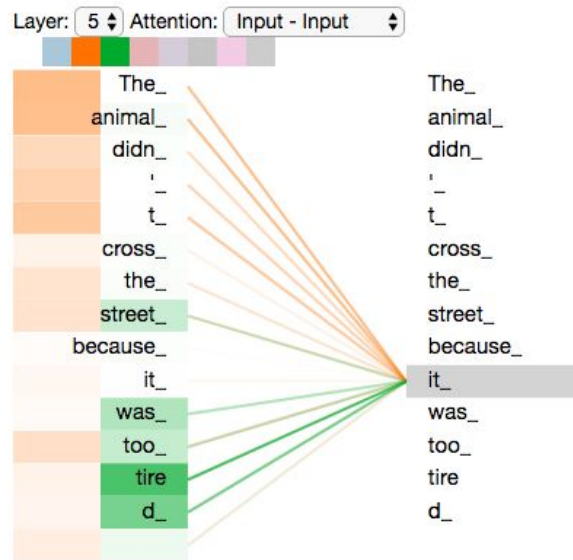 Layer: 5 Attention: Input - Input
The_ The_
animal_ animal_
didn_ didn_
'_ '_
t_ t_
cross_ cross_
the_ the_
street_ street_
because_ because_
it_ it_
was_ was_
too_ too_
tire tire
d_ d_